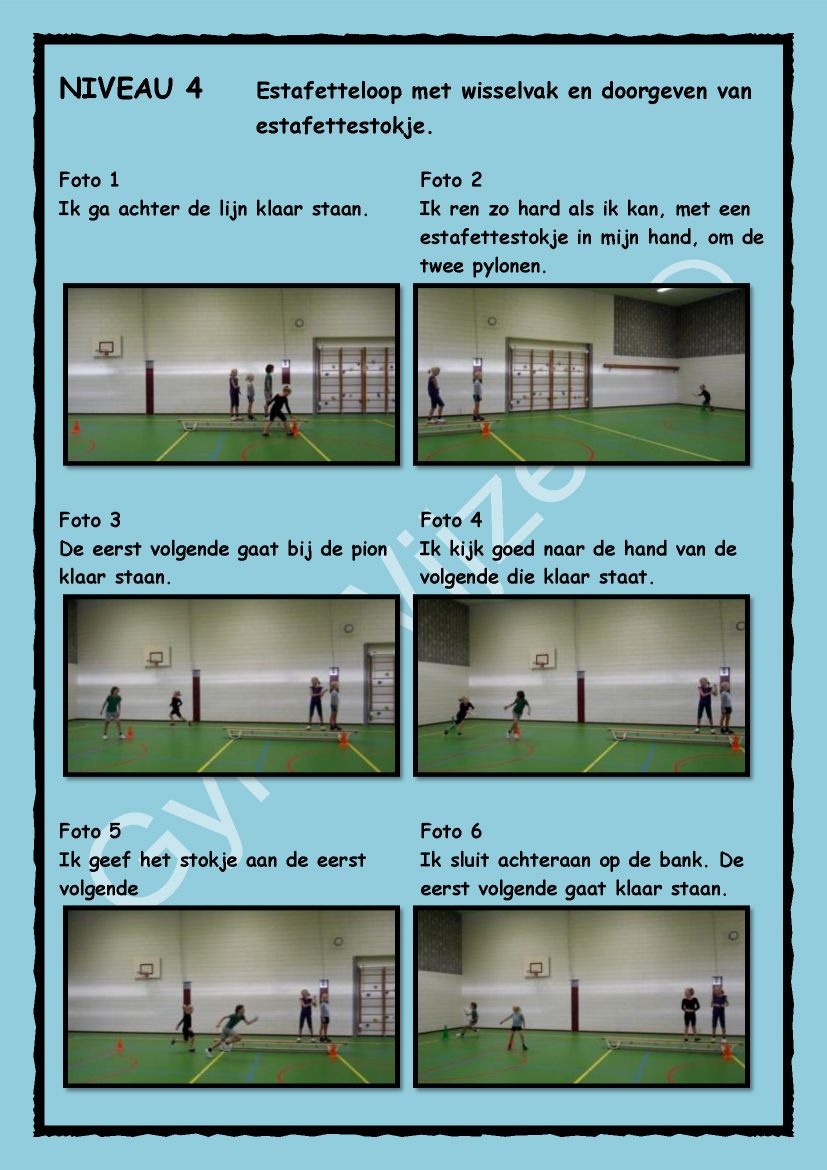 NIVEAU 4
Estafetteloop met wisselvak en doorgeven van
estafettestokje.
Foto 1
Ik ga achter de lijn klaar staan.
Foto 2
Ik ren zo hard als ik kan, met een
estafettestokje in mijn hand, om de
twee pylonen.
Foto 3
De eerst volgende gaat bij de pion
klaar staan.
Foto 4
Ik kijk goed naar de hand van de
volgende die klaar staat.
Foto 5
Ik geef het stokje aan de eerst
volgende
Foto 6
Ik sluit achteraan op de bank. De
eerst volgende gaat klaar staan.